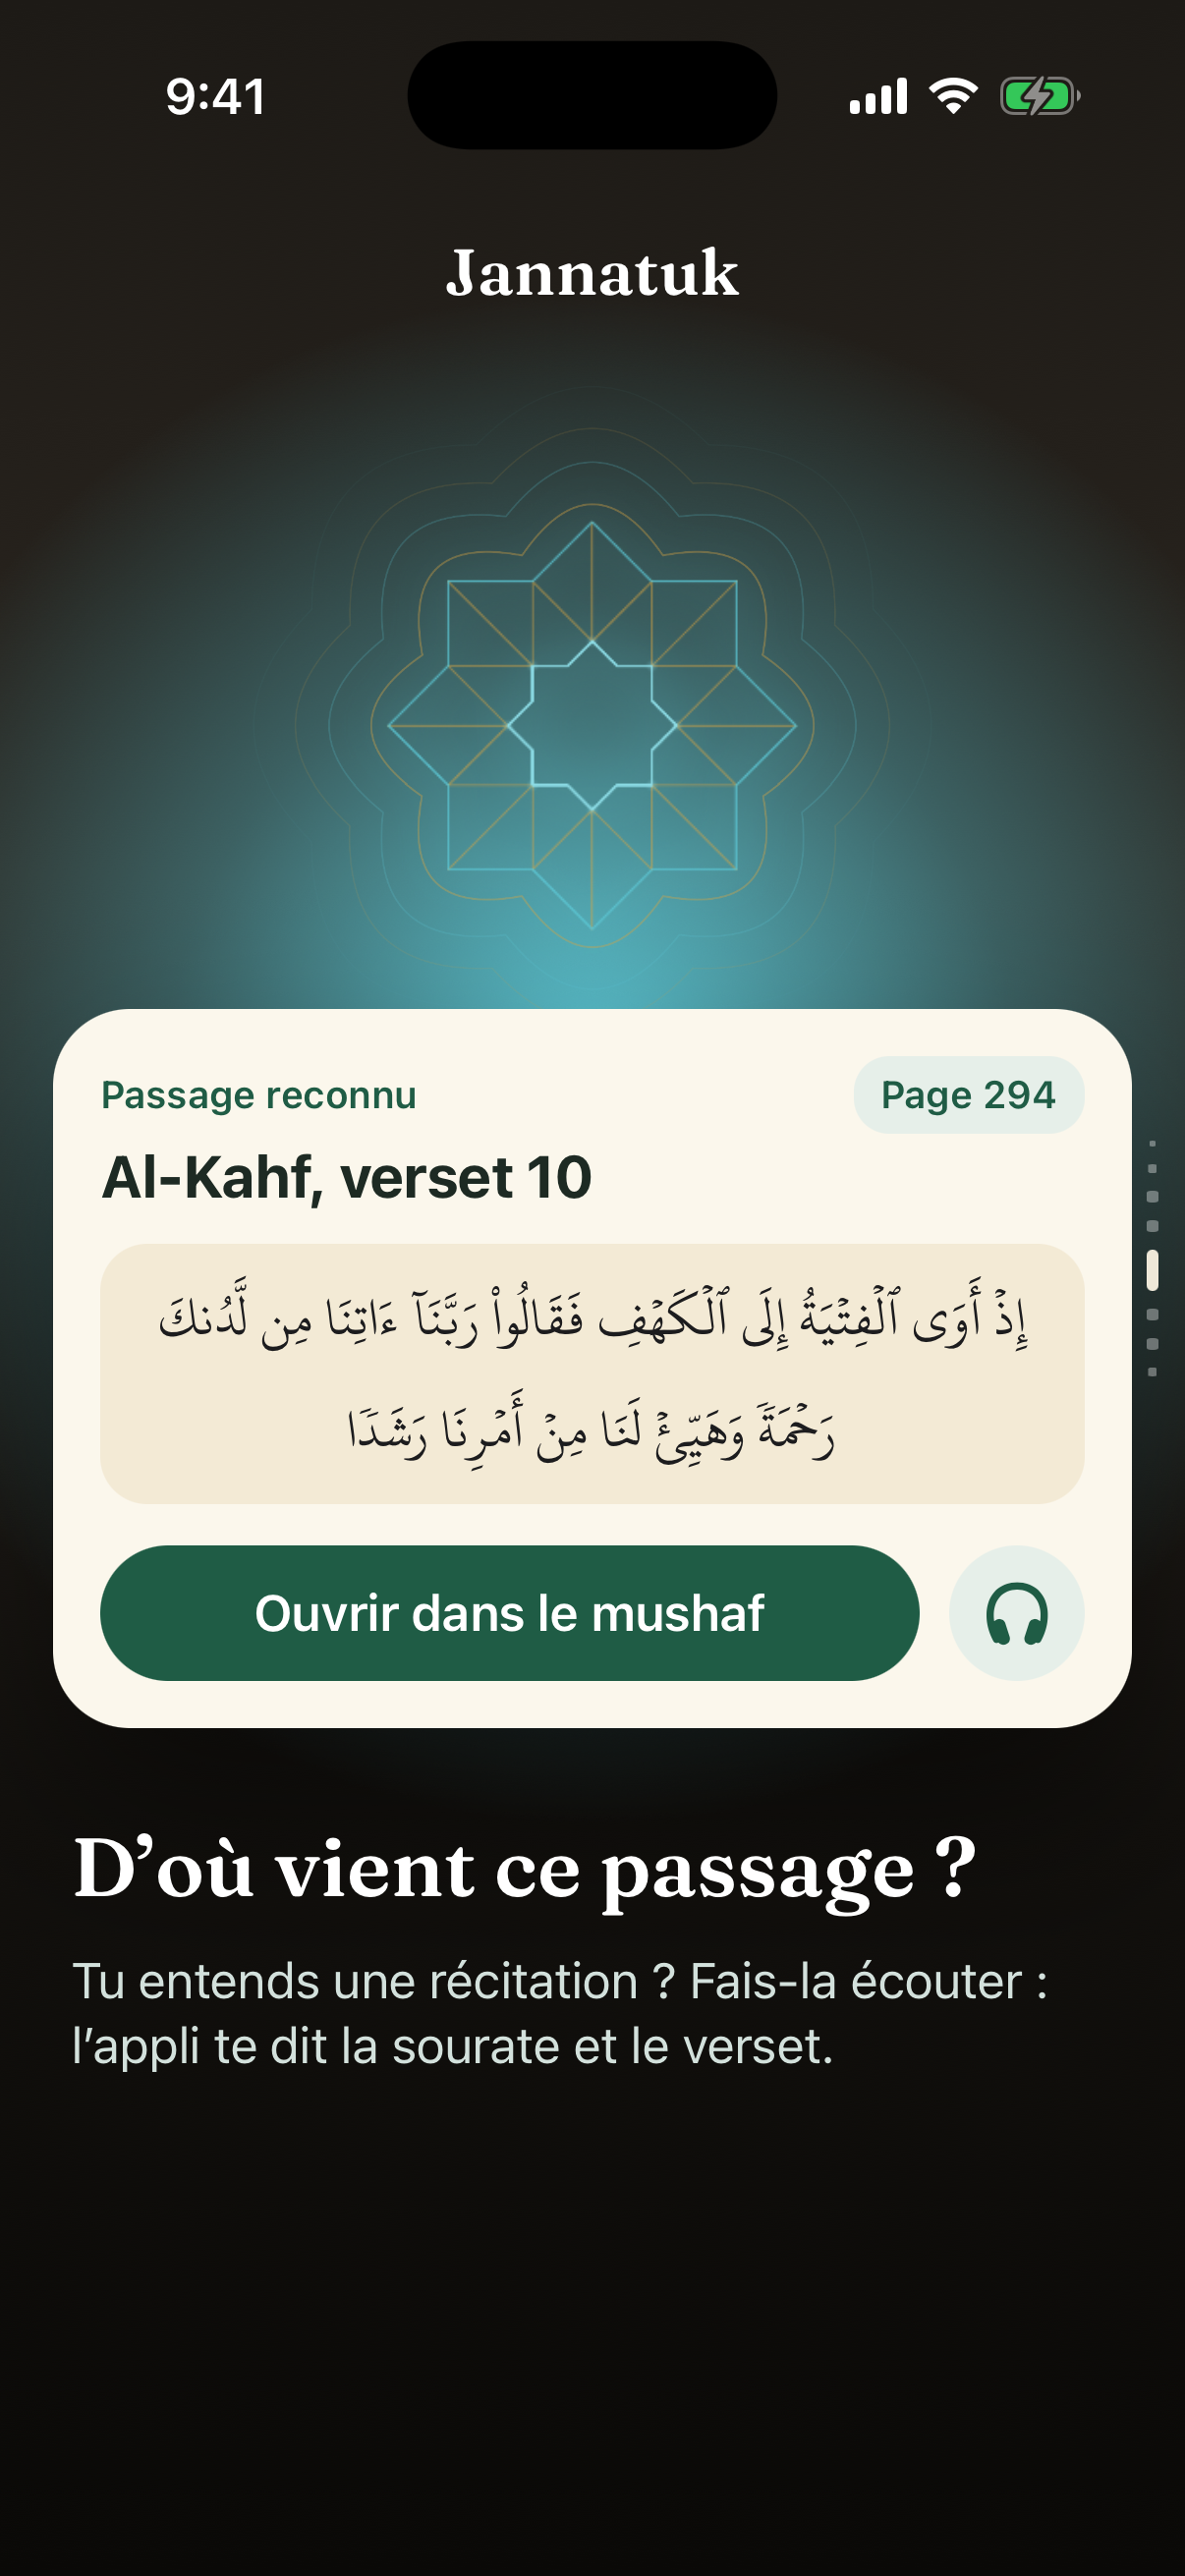 9:41
Jannatuk
Passage reconnu
Page 294
Al-Kahf, verset 10
إِذۡ أَوَى ٱلۡفِتۡيَةُ إِلَى ٱلۡكَهۡفِ فَقَالُواْ رَبَّنَآ ءَاتِنَا مِن لَّدُنكَ
رَحۡمَةٗ وَهَيِّئۡ لَنَا مِنۡ أَمۡرِنَا رَشَدٗا
Ouvrir dans le mushaf
D’où vient ce passage ?
Tu entends une récitation ? Fais-la écouter :
l’appli te dit la sourate et le verset.